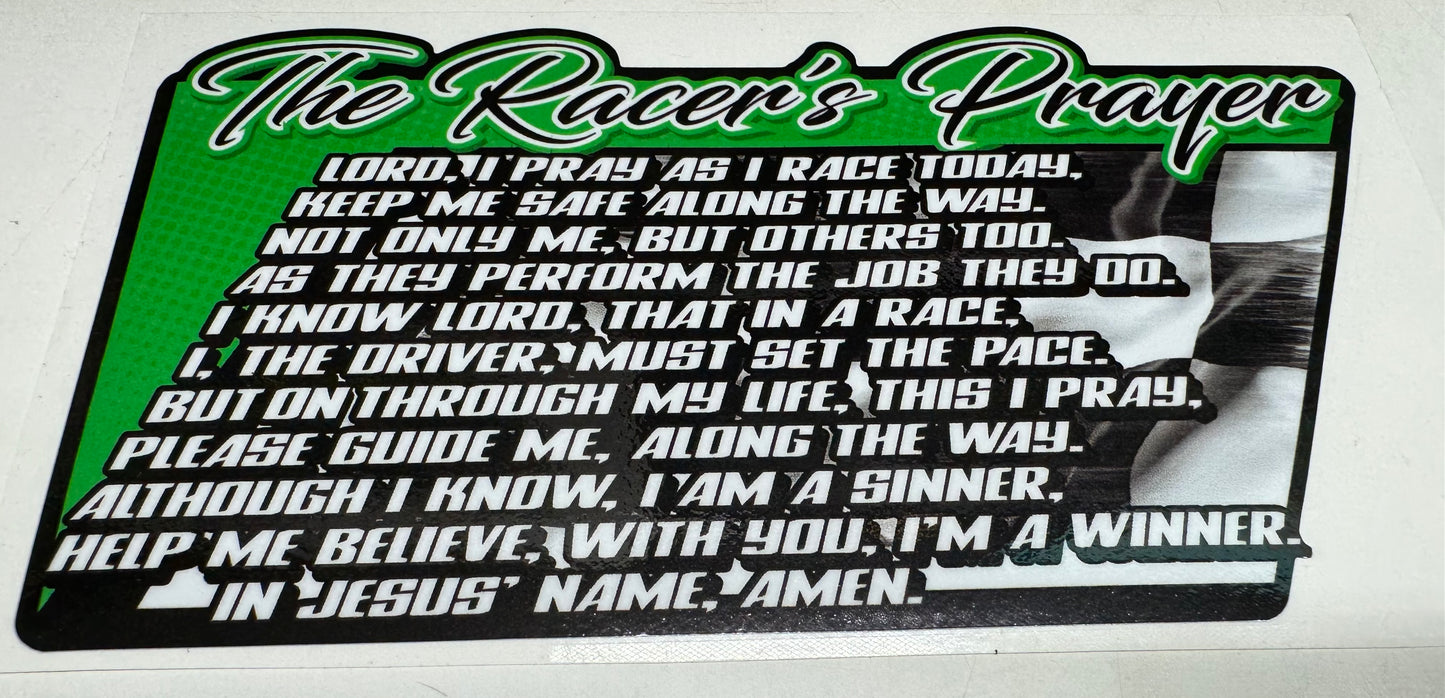 The Racer's Prayer
LORD, I PRAY AS I RACE TODAY,
KEEP ME SAFE ALONG THE WAY.
NOT ONLY ME, BUT OTHERS TOO.
AS THEY PERFORM THE JOB THEY DO.
I KNOW LORD, THAT IN A RACE,
I, THE DRIVER, MUST SET THE PACE.
BUT ON THROUGH MY LIFE, THIS I PRAY,
PLEASE GUIDE ME, ALONG THE WAY.
ALTHOUGH I KNOW, I AM A SINNER,
HELP ME BELIEVE, WITH YOU, I'M A WINNER.
IN JESUS' NAME, AMEN.